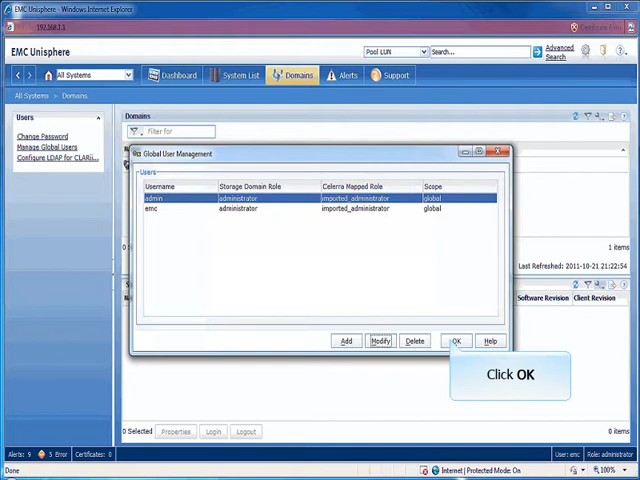 EMC Unisphere - Windows Internet Explorer
192.168.1.1
EMC Unisphere
Pool LUN
Search...
Advanced Search
All Systems
Dashboard
System List
Domains
Alerts
Support
All Systems > Domains
Users
Change Password
Manage Global Users
Configure LDAP for CLARii...
Domains
filter for
Global User Management
Users
Username Storage Domain Role Celerra Mapped Role Scope
admin administrator imported_administrator global
emc administrator imported_administrator global
Add Modify Delete OK Help
Click OK
1 items
Last Refreshed: 2011-10-21 21:22:54
Software Revision Client Revision
0 Selected Properties Login Logout 0 items
Alerts: 9 5 Error Certificates: 0 User: emc Role: administrator
Done Internet | Protected Mode: On 100%